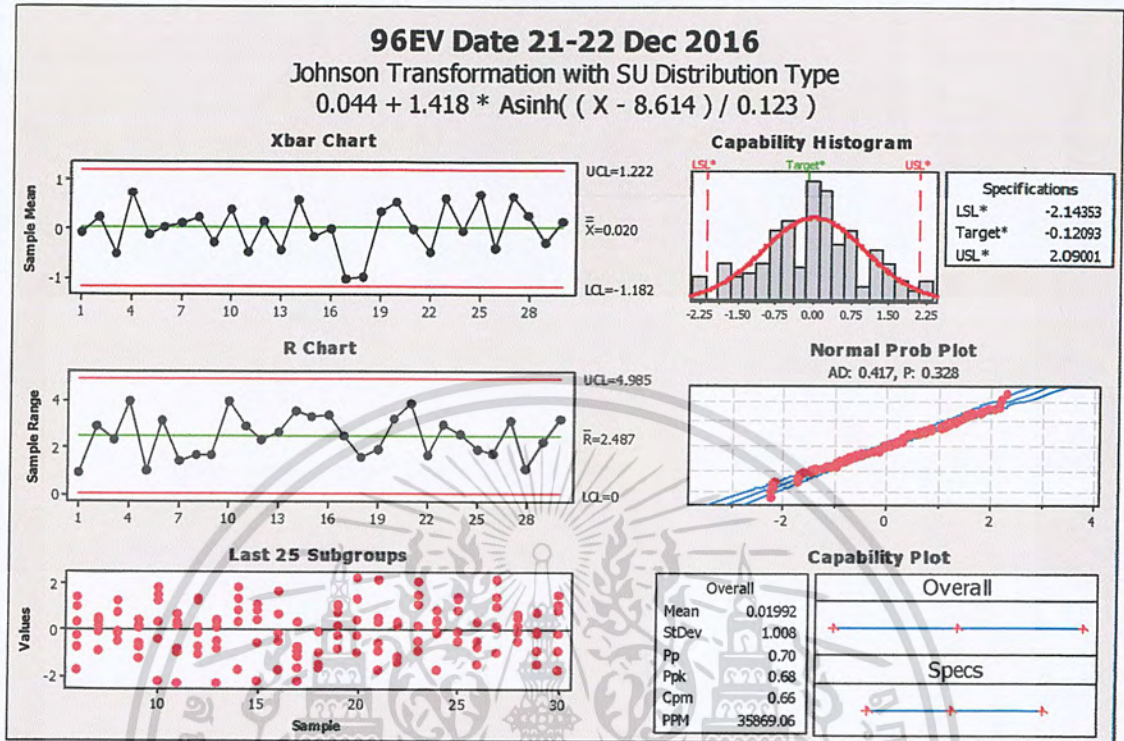 96EV Date 21-22 Dec 2016
Johnson Transformation with SU Distribution Type
0.044 + 1.418 * Asinh( ( X - 8.614 ) / 0.123 )
Xbar Chart
Sample Mean
1
0
-1
1 4 7 10 13 16 19 22 25 28
UCL=1.222
X=0.020
LCL=-1.182
Capability Histogram
LSL* Target* USL*
-2.25 -1.50 -0.75 0.00 0.75 1.50 2.25
Specifications
LSL* -2.14353
Target* -0.12093
USL* 2.09001
R Chart
Sample Range
4
2
0
1 4 7 10 13 16 19 22 25 28
UCL=4.985
R=2.487
LCL=0
Normal Prob Plot
AD: 0.417, P: 0.328
-2 0 2 4
Last 25 Subgroups
Values
2
0
-2
10 15 20 25 30
Sample
Capability Plot
Overall
Mean 0.01992
StDev 1.008
Pp 0.70
Ppk 0.68
Cpm 0.66
PPM 35869.06
Overall
Specs